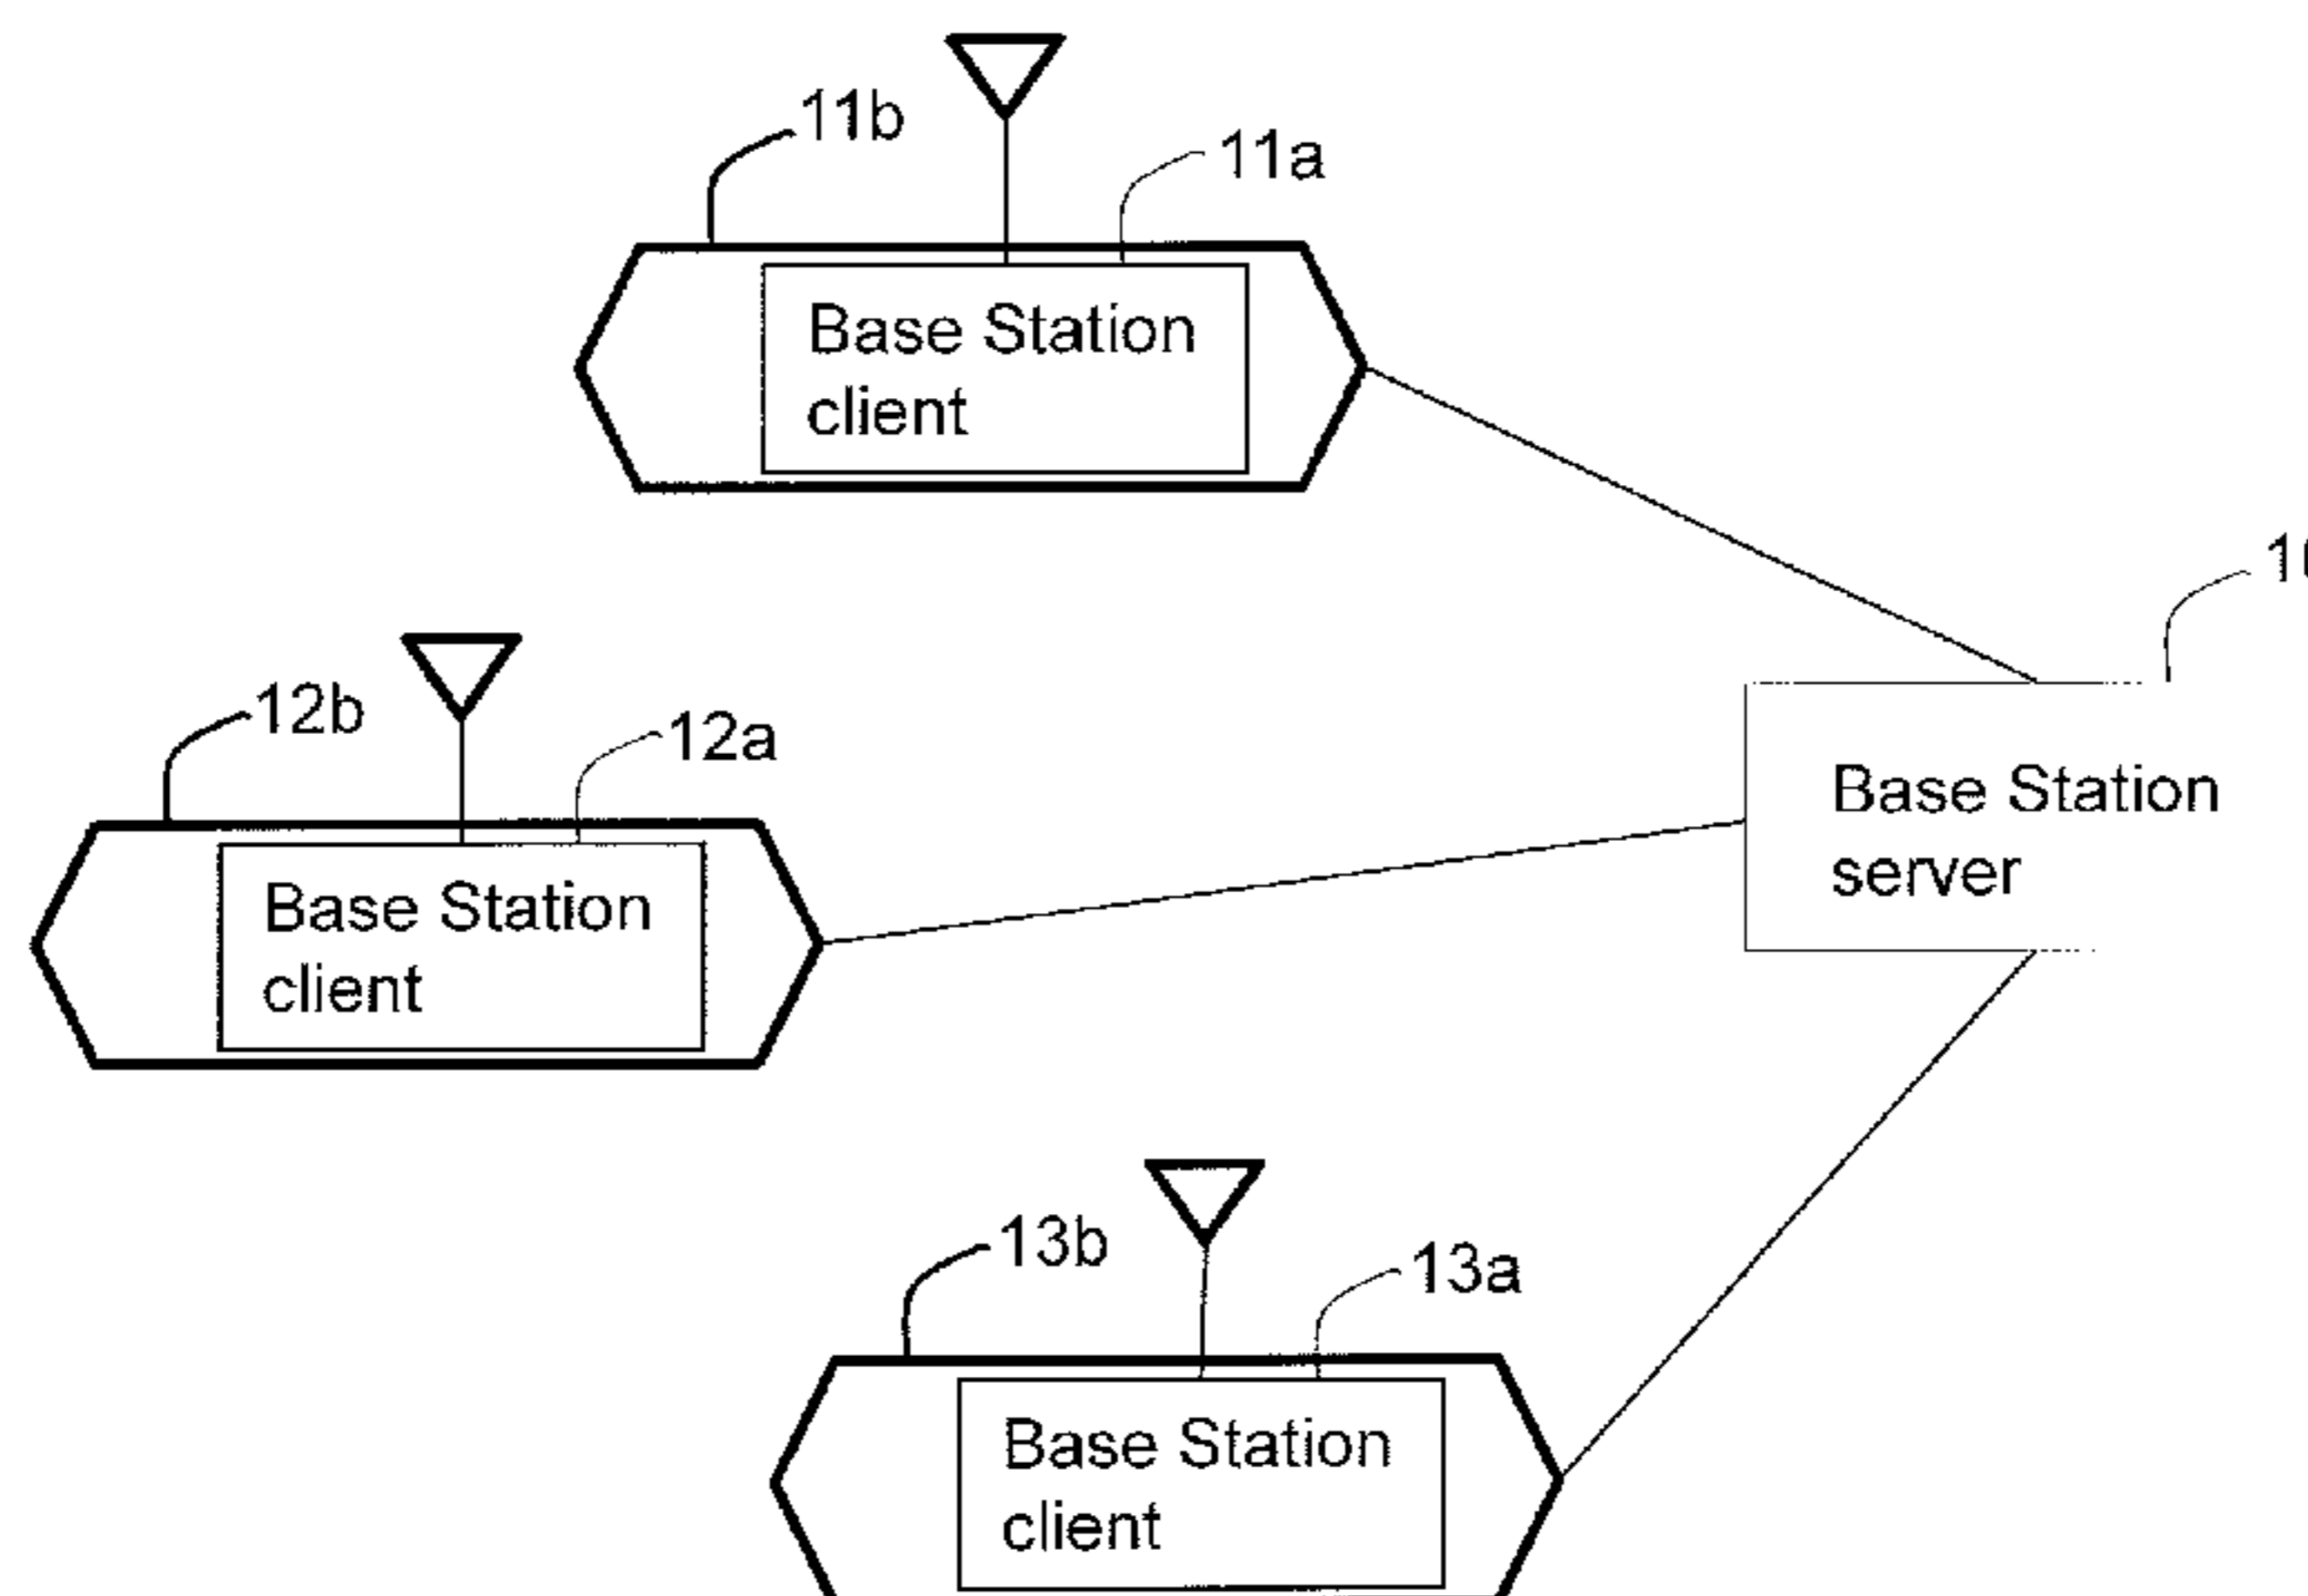 11b
11a
Base Station
client
12b
12a
Base Station
client
Base Station
server
13b
13a
Base Station
client